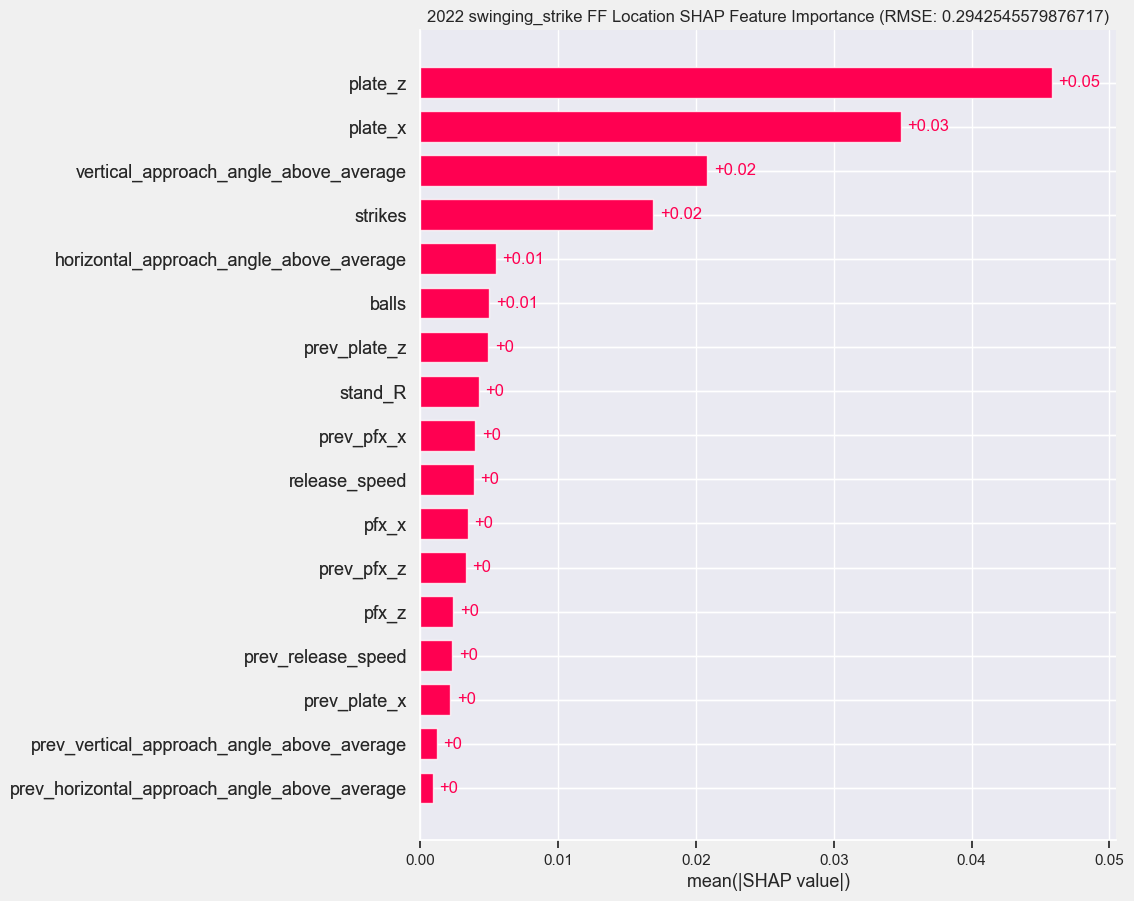 2022 swinging_strike FF Location SHAP Feature Importance (RMSE: 0.2942545579876717)
plate_z +0.05
plate_x +0.03
vertical_approach_angle_above_average +0.02
strikes +0.02
horizontal_approach_angle_above_average +0.01
balls +0.01
prev_plate_z +0
stand_R +0
prev_pfx_x +0
release_speed +0
pfx_x +0
prev_pfx_z +0
pfx_z +0
prev_release_speed +0
prev_plate_x +0
prev_vertical_approach_angle_above_average +0
prev_horizontal_approach_angle_above_average +0
0.00 0.01 0.02 0.03 0.04 0.05
mean(|SHAP value|)